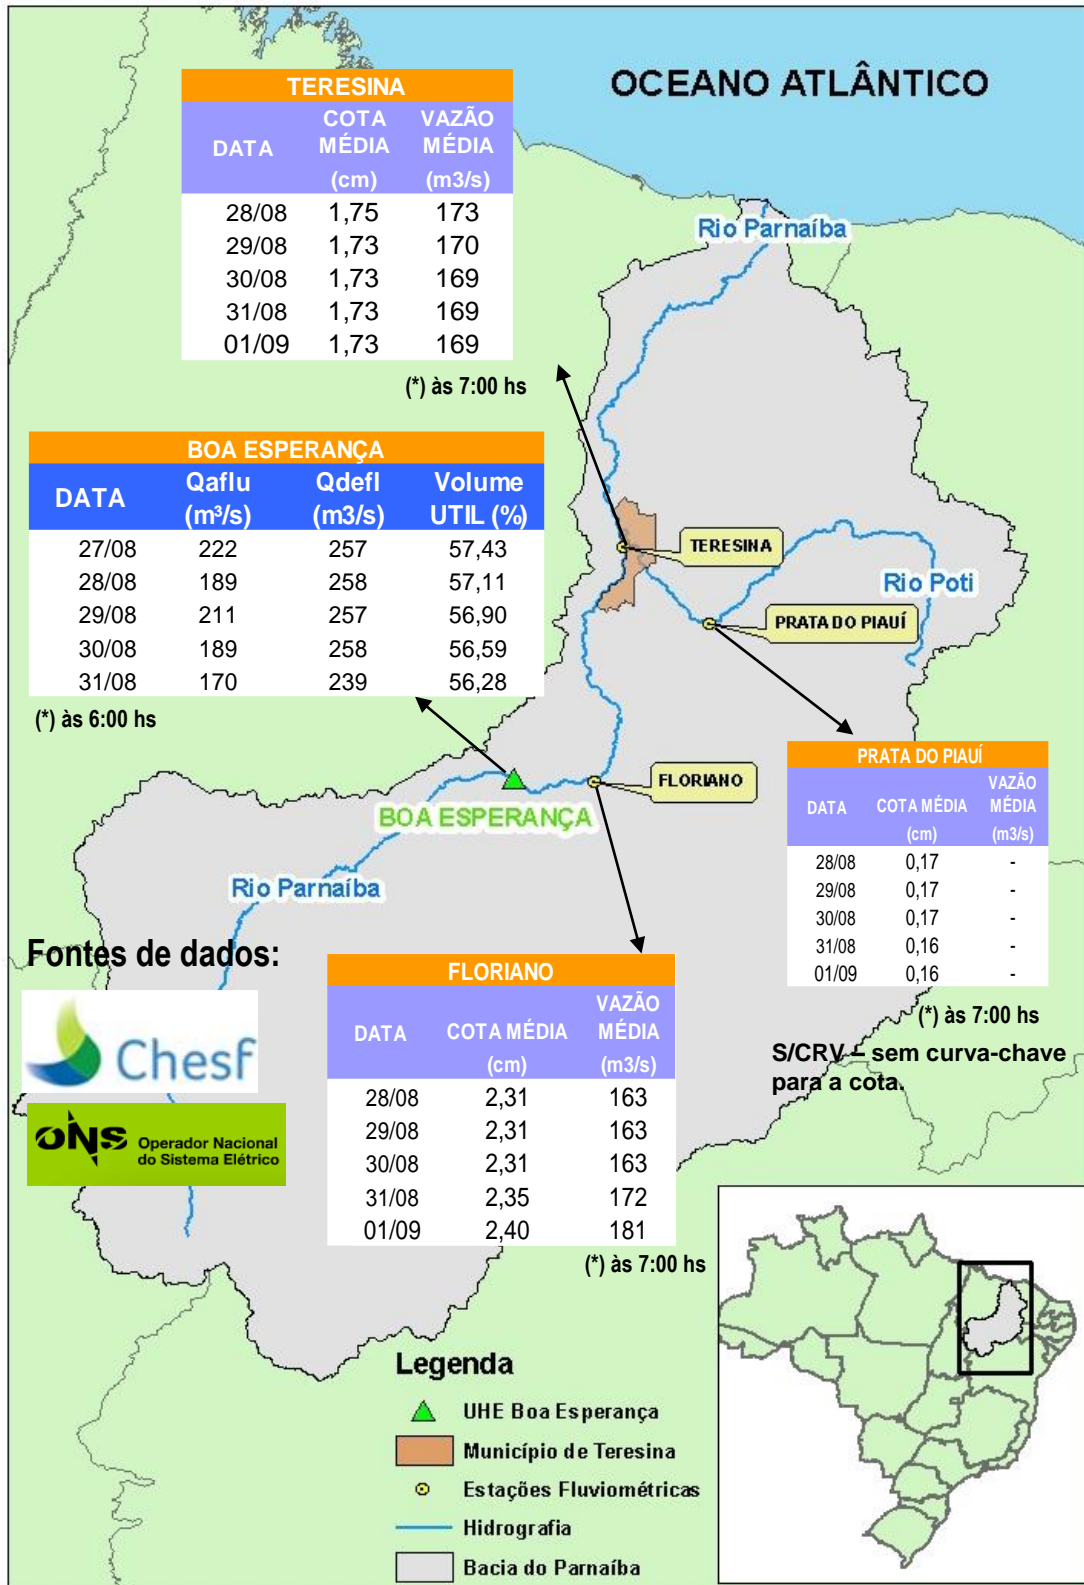 OCEANO ATLÂNTICO
TERESINA
DATA COTA MÉDIA (cm) VAZÃO MÉDIA (m3/s)
28/08 1,75 173
29/08 1,73 170
30/08 1,73 169
31/08 1,73 169
01/09 1,73 169
(*) às 7:00 hs
Rio Parnaíba
BOA ESPERANÇA
DATA Qaflu (m³/s) Qdefl (m3/s) Volume UTIL (%)
27/08 222 257 57,43
28/08 189 258 57,11
29/08 211 257 56,90
30/08 189 258 56,59
31/08 170 239 56,28
(*) às 6:00 hs
TERESINA
Rio Poti
PRATA DO PIAUÍ
FLORIANO
BOA ESPERANÇA
Rio Parnaíba
PRATA DO PIAUÍ
DATA COTA MÉDIA (cm) VAZÃO MÉDIA (m3/s)
28/08 0,17 -
29/08 0,17 -
30/08 0,17 -
31/08 0,16 -
01/09 0,16 -
(*) às 7:00 hs
S/CRV – sem curva-chave
para a cota.
Fontes de dados:
Chesf
ONS Operador Nacional
do Sistema Elétrico
FLORIANO
DATA COTA MÉDIA (cm) VAZÃO MÉDIA (m3/s)
28/08 2,31 163
29/08 2,31 163
30/08 2,31 163
31/08 2,35 172
01/09 2,40 181
(*) às 7:00 hs
Legenda
UHE Boa Esperança
Município de Teresina
Estações Fluviométricas
Hidrografia
Bacia do Parnaíba